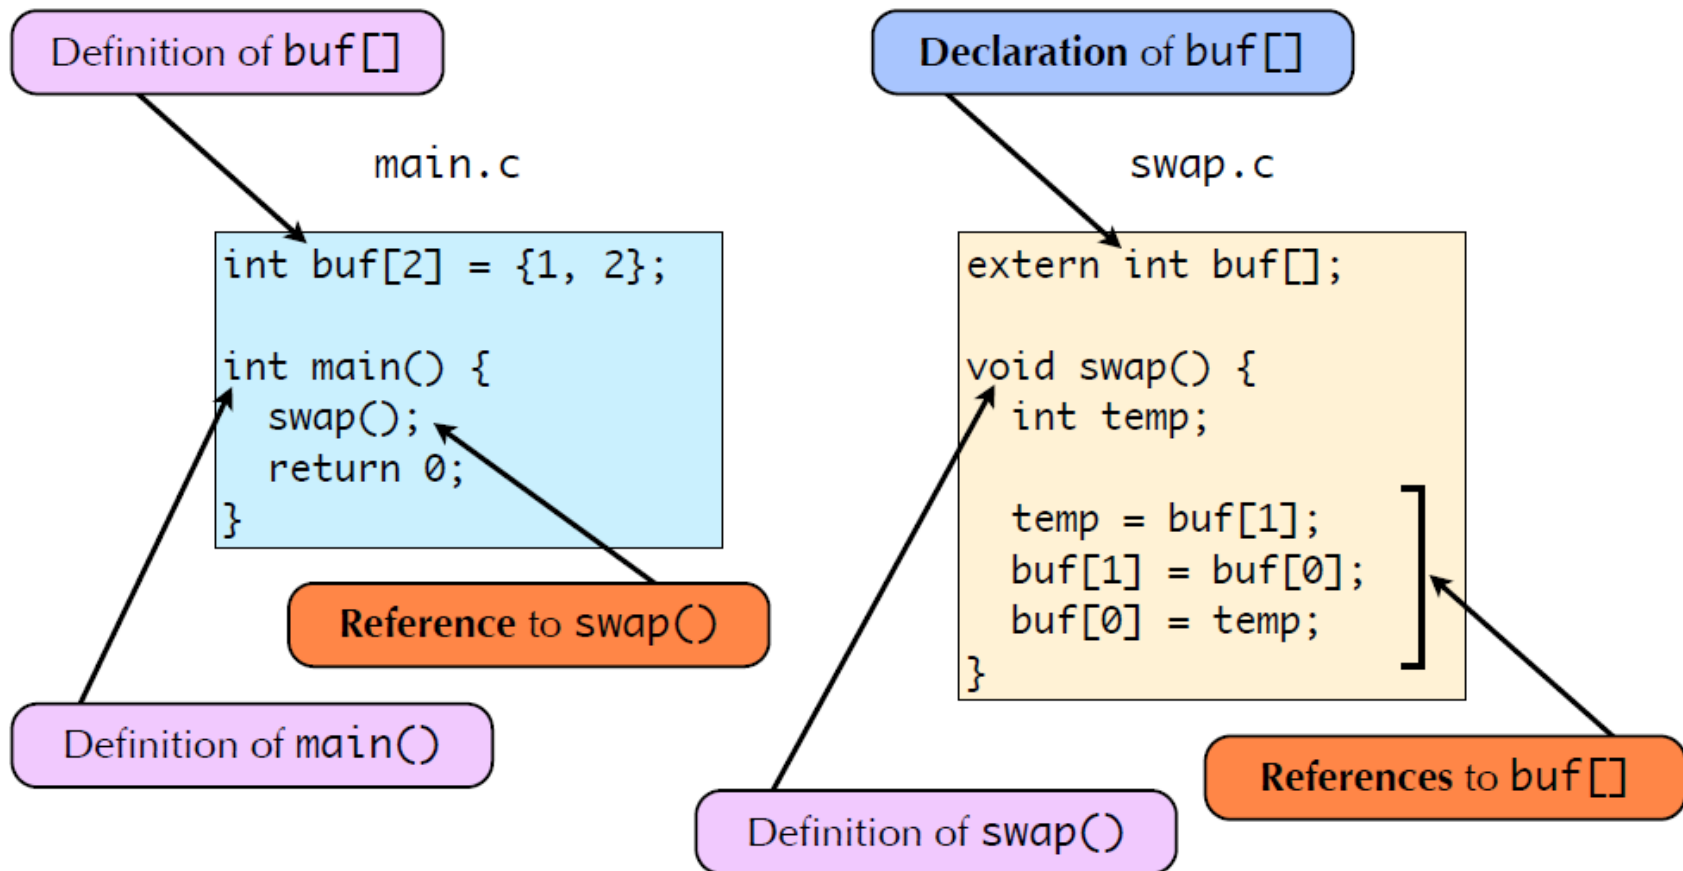 Definition of buf[]
Declaration of buf[]
main.c
int buf[2] = {1, 2};
int main() {
  swap();
  return 0;
}
Reference to swap()
Definition of main()
swap.c
extern int buf[];
void swap() {
  int temp;
  temp = buf[1];
  buf[1] = buf[0];
  buf[0] = temp;
}
References to buf[]
Definition of swap()